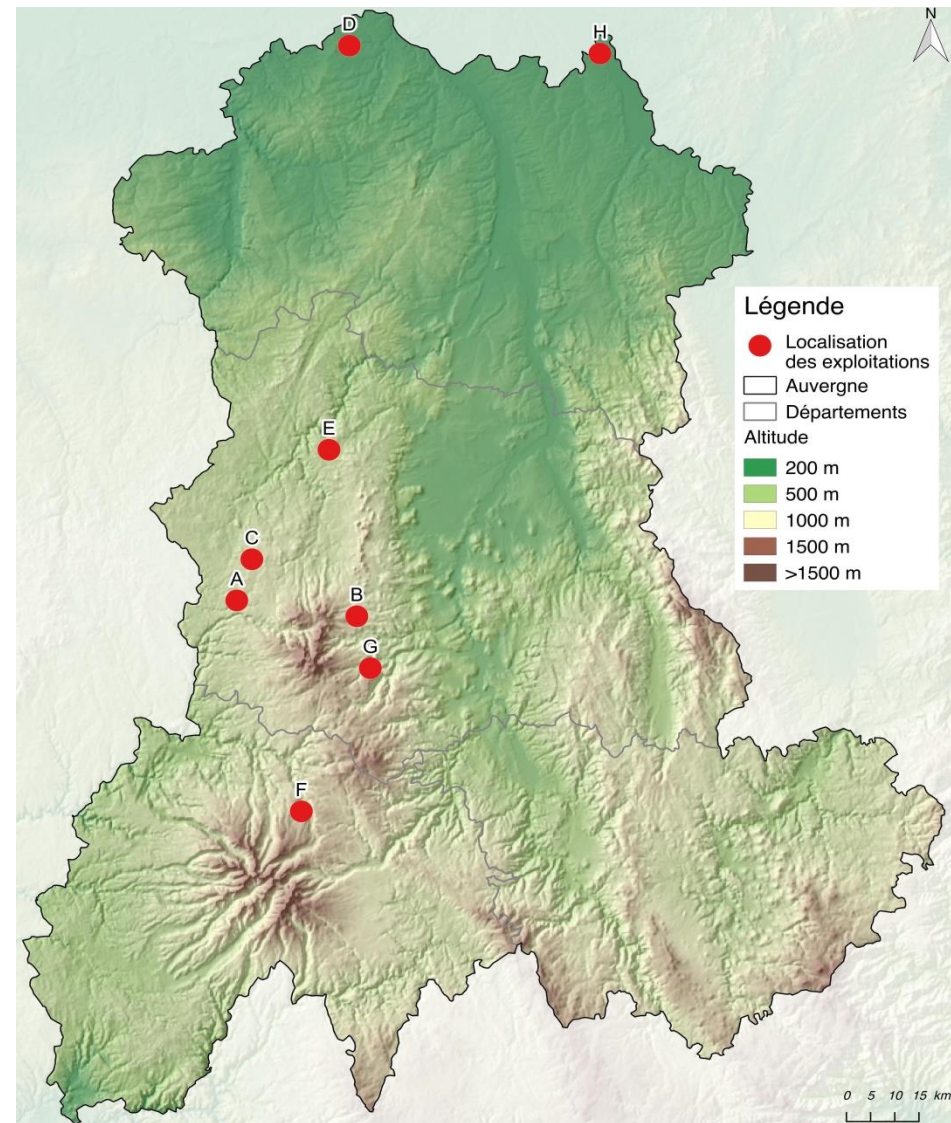 D
H
N
Légende
Localisation
des exploitations
Auvergne
Départements
Altitude
200 m
500 m
1000 m
1500 m
>1500 m
E
C
A
B
G
F
0 5 10 15 km